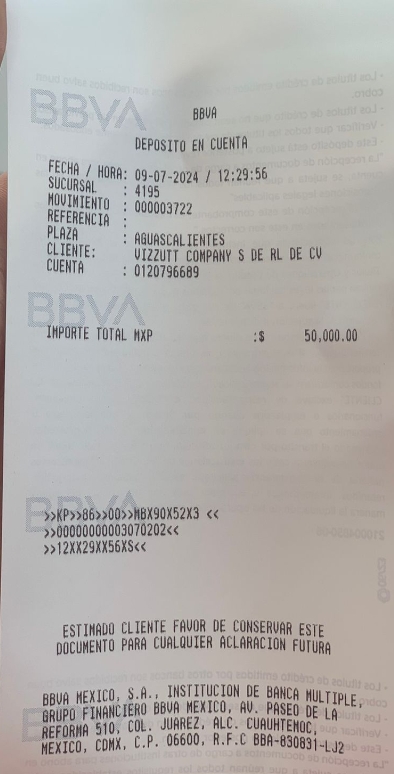 BBVA
BBVA
DEPOSITO EN CUENTA
FECHA / HORA: 09-07-2024 / 12:29:56
SUCURSAL : 4195
MOVIMIENTO : 000003722
REFERENCIA :
PLAZA : AGUASCALIENTES
CLIENTE: VIZZUTT COMPANY S DE RL DE CV
CUENTA : 0120796689
BBVA
IMPORTE TOTAL MXP :$ 50,000.00
BBVA
>>KP>>86>>00>>MBX90X52X3 <<
>>00000000003070202<<
>>12XX29XX56XS<<
ESTIMADO CLIENTE FAVOR DE CONSERVAR ESTE
DOCUMENTO PARA CUALQUIER ACLARACION FUTURA
BBVA MEXICO, S.A., INSTITUCION DE BANCA MULTIPLE,
GRUPO FINANCIERO BBVA MEXICO, AV. PASEO DE LA
REFORMA 510, COL. JUAREZ, ALC. CUAUHTEMOC,
MEXICO, CDMX. C.P. 06600, R.F.C BBA-830831-LJ2